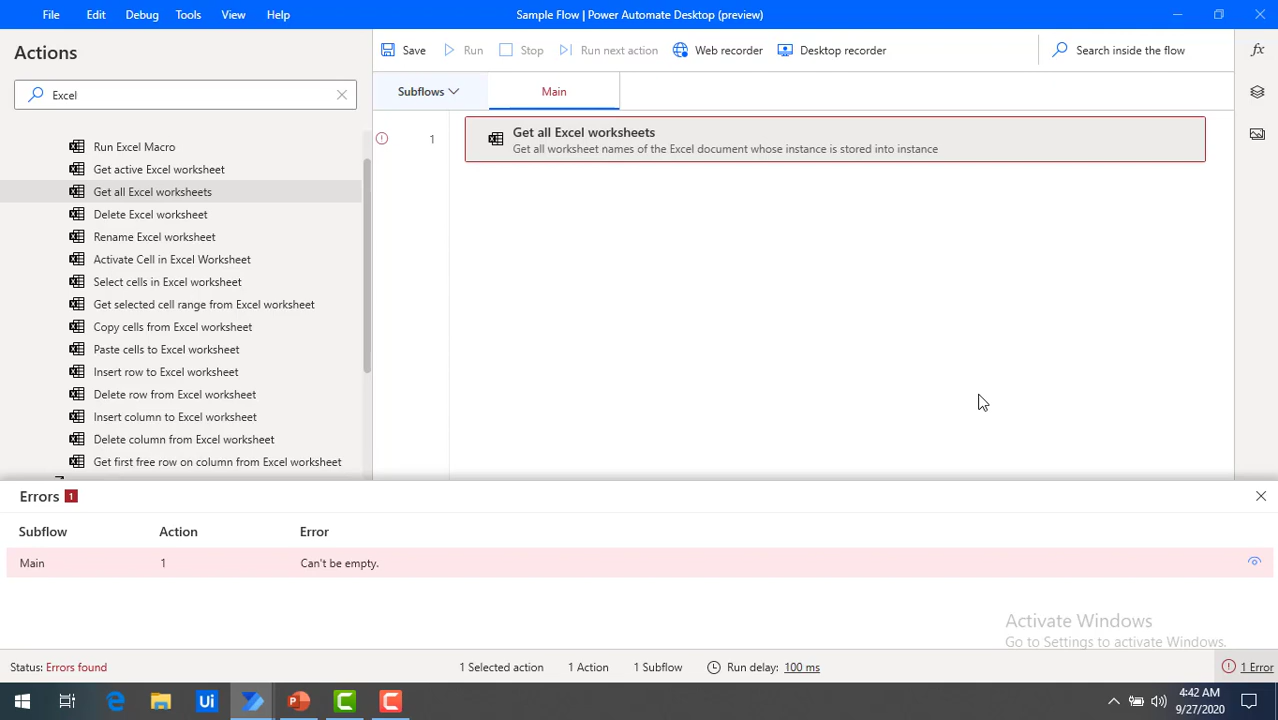 File Edit Debug Tools View Help
Sample Flow | Power Automate Desktop (preview)
Actions
Save Run Stop Run next action Web recorder Desktop recorder
Search inside the flow
fx
Excel
Subflows
Main
Run Excel Macro
Get active Excel worksheet
Get all Excel worksheets
Delete Excel worksheet
Rename Excel worksheet
Activate Cell in Excel Worksheet
Select cells in Excel worksheet
Get selected cell range from Excel worksheet
Copy cells from Excel worksheet
Paste cells to Excel worksheet
Insert row to Excel worksheet
Delete row from Excel worksheet
Insert column to Excel worksheet
Delete column from Excel worksheet
Get first free row on column from Excel worksheet
1
Get all Excel worksheets
Get all worksheet names of the Excel document whose instance is stored into instance
Errors 1
Subflow Action Error
Main 1 Can't be empty.
Activate Windows
Go to Settings to activate Windows.
Status: Errors found
1 Selected action
1 Action
1 Subflow
Run delay: 100 ms
1 Error
Ui
4:42 AM
9/27/2020